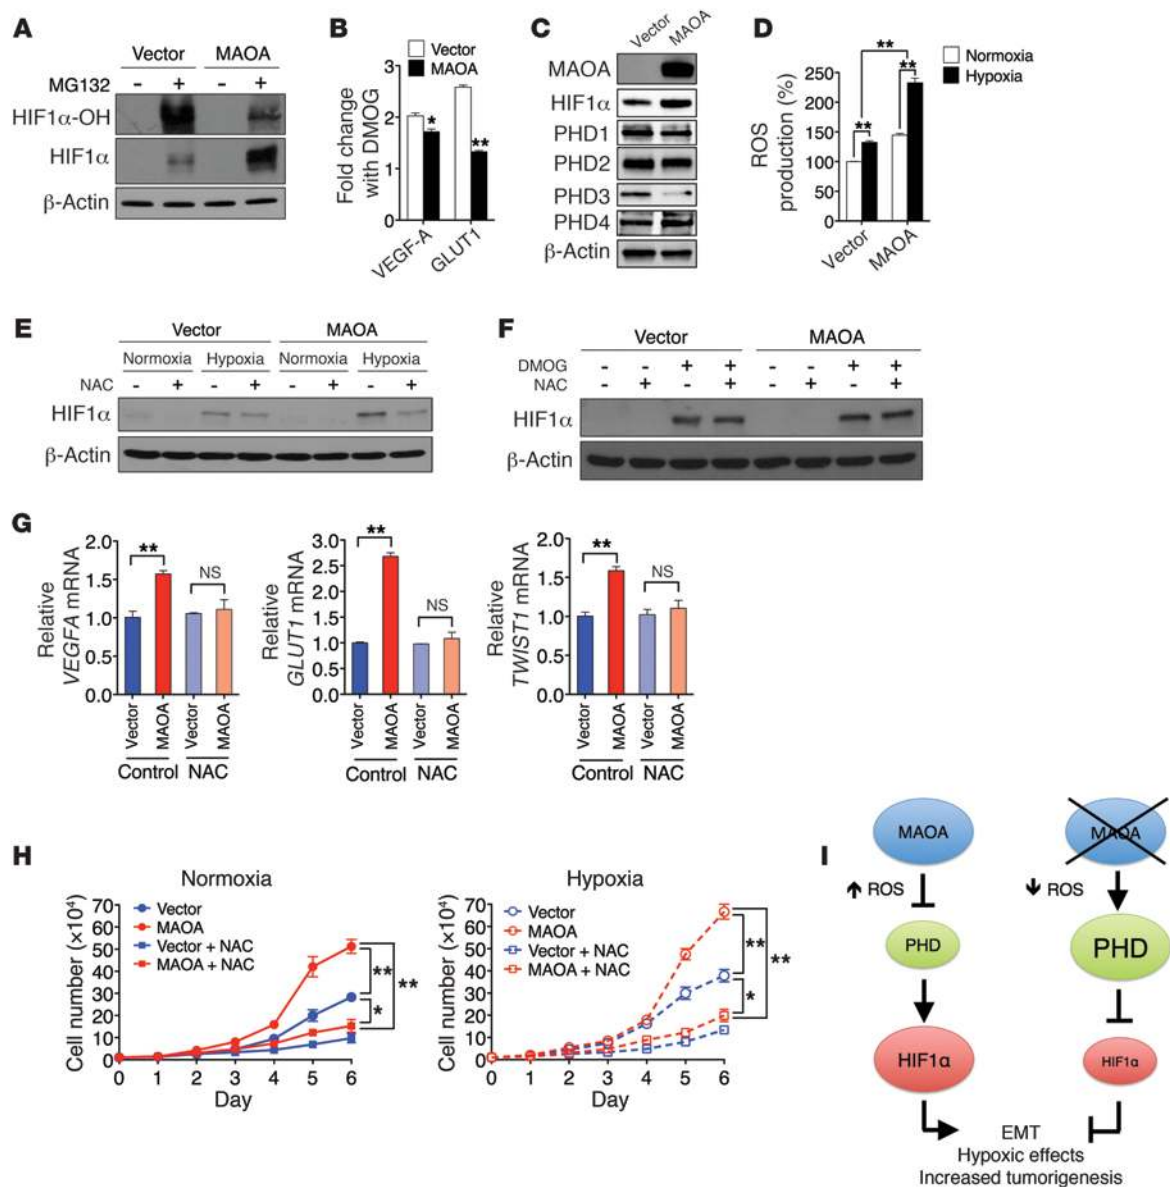 A
Vector MAOA
MG132 - + - +
HIF1α-OH
HIF1α
β-Actin
B
Vector
MAOA
Fold change
with DMOG
3
2
1
0
* **
VEGF-A GLUT1
C
Vector MAOA
MAOA
HIF1α
PHD1
PHD2
PHD3
PHD4
β-Actin
D
Normoxia
Hypoxia
ROS
production (%)
250
200
150
100
50
0
** ** **
Vector MAOA
E
Vector MAOA
Normoxia Hypoxia Normoxia Hypoxia
NAC - + - + - + - +
HIF1α
β-Actin
F
Vector MAOA
DMOG - - + + - - + +
NAC - + - + - + - +
HIF1α
β-Actin
G
Relative
VEGFA mRNA
2.0
1.5
1.0
0.5
0.0
** NS
Vector MAOA Vector MAOA
Control NAC
Relative
GLUT1 mRNA
3.0
2.5
2.0
1.5
1.0
0.5
0.0
** NS
Vector MAOA Vector MAOA
Control NAC
Relative
TWIST1 mRNA
2.0
1.5
1.0
0.5
0.0
** NS
Vector MAOA Vector MAOA
Control NAC
H
Normoxia
Cell number (×10⁴)
70
60
50
40
30
20
10
0
Vector
MAOA
Vector + NAC
MAOA + NAC
** * **
0 1 2 3 4 5 6
Day
Hypoxia
Cell number (×10⁴)
70
60
50
40
30
20
10
0
Vector
MAOA
Vector + NAC
MAOA + NAC
** * **
0 1 2 3 4 5 6
Day
I
MAOA MAOA
↑ ROS ↓ ROS
PHD PHD
HIF1α HIF1α
EMT
Hypoxic effects
Increased tumorigenesis